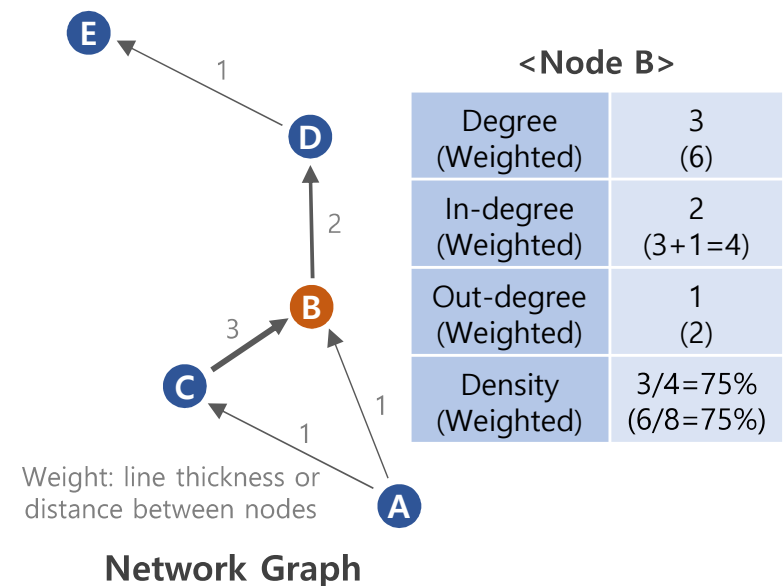 E
1
D
2
B
3
C
1
1
A
Weight: line thickness or
distance between nodes
Network Graph
<Node B>
Degree
(Weighted)
3
(6)
In-degree
(Weighted)
2
(3+1=4)
Out-degree
(Weighted)
1
(2)
Density
(Weighted)
3/4=75%
(6/8=75%)